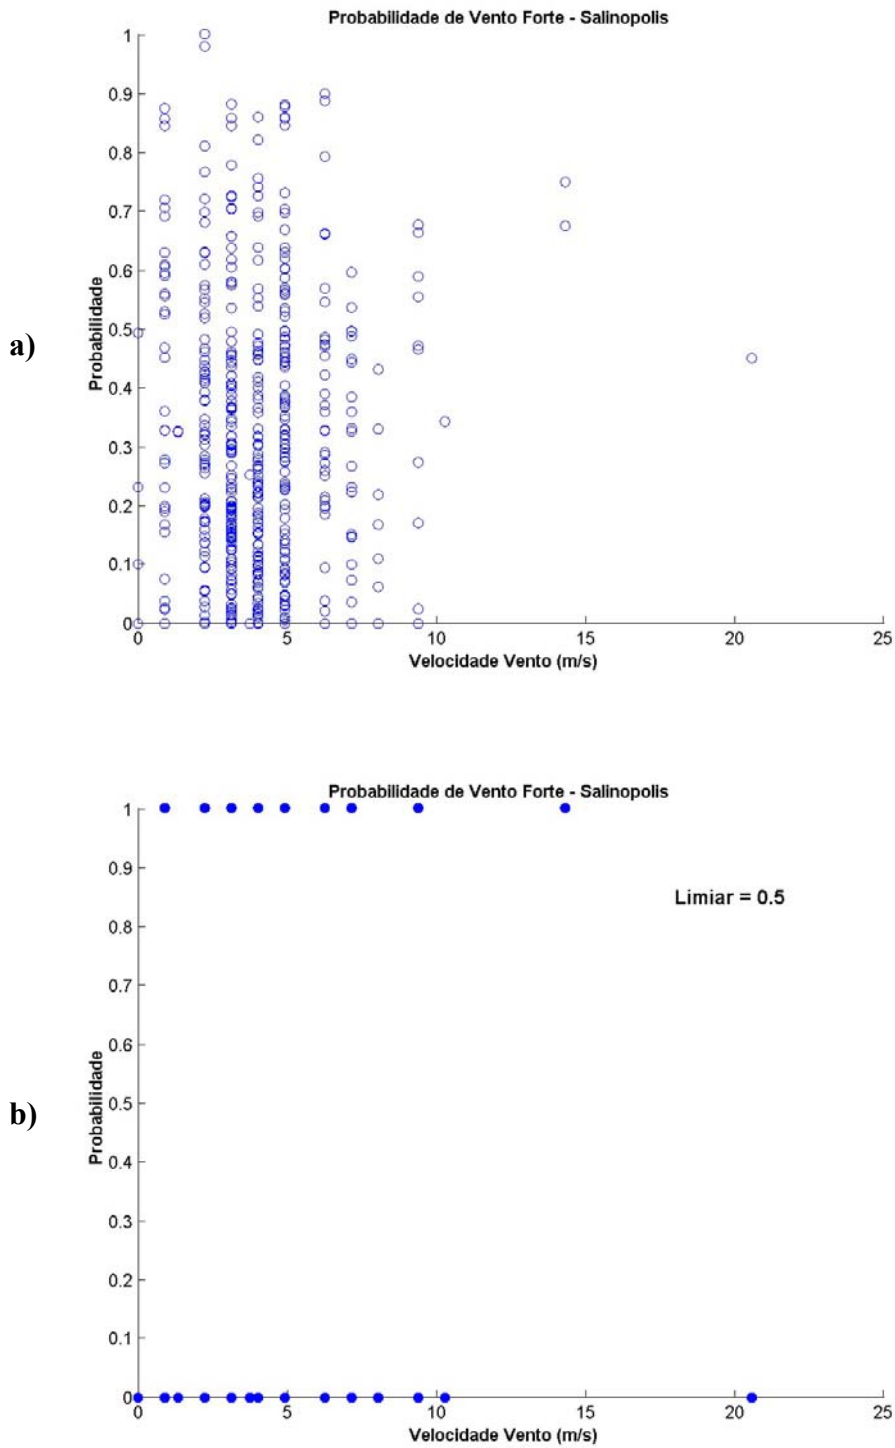 Probabilidade de Vento Forte - Salinopolis
1
0.9
0.8
0.7
0.6
0.5
0.4
0.3
0.2
0.1
0
Probabilidade
a)
0 5 10 15 20 25
Velocidade Vento (m/s)
Probabilidade de Vento Forte - Salinopolis
1
0.9
0.8
0.7
0.6
0.5
0.4
0.3
0.2
0.1
0
Limiar = 0.5
Probabilidade
b)
0 5 10 15 20 25
Velocidade Vento (m/s)